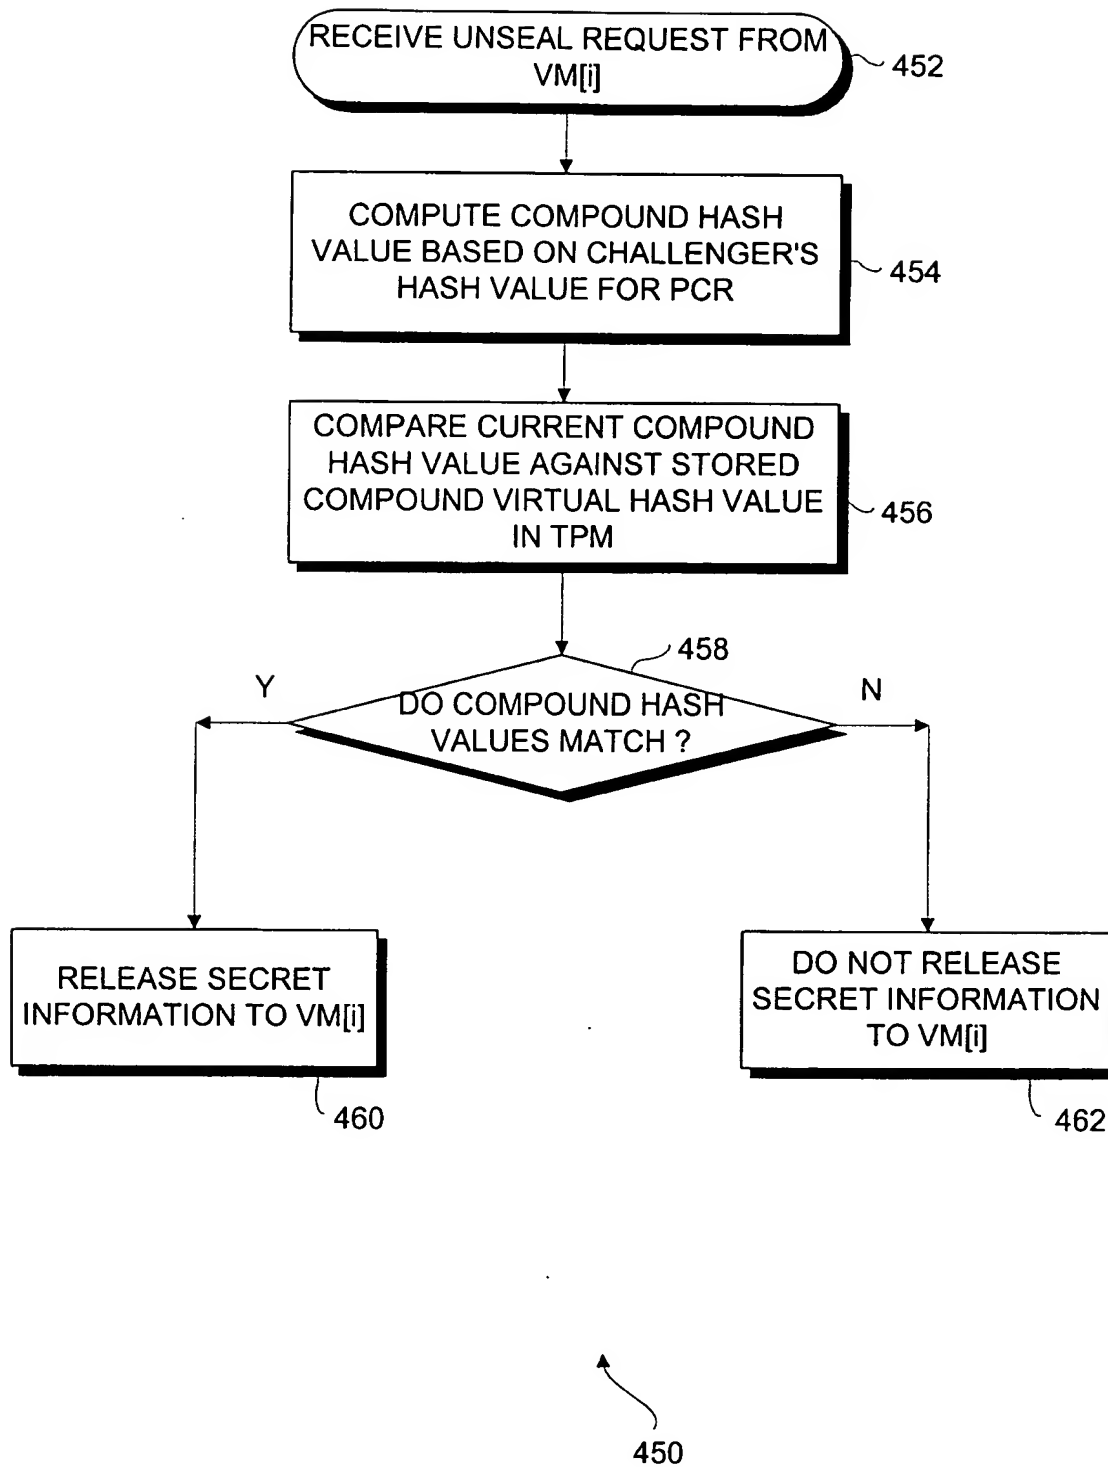 RECEIVE UNSEAL REQUEST FROM
VM[i]
452
COMPUTE COMPOUND HASH
VALUE BASED ON CHALLENGER'S
HASH VALUE FOR PCR
454
COMPARE CURRENT COMPOUND
HASH VALUE AGAINST STORED
COMPOUND VIRTUAL HASH VALUE
IN TPM
456
458
Y
N
DO COMPOUND HASH
VALUES MATCH ?
RELEASE SECRET
INFORMATION TO VM[i]
460
DO NOT RELEASE
SECRET INFORMATION
TO VM[i]
462
450